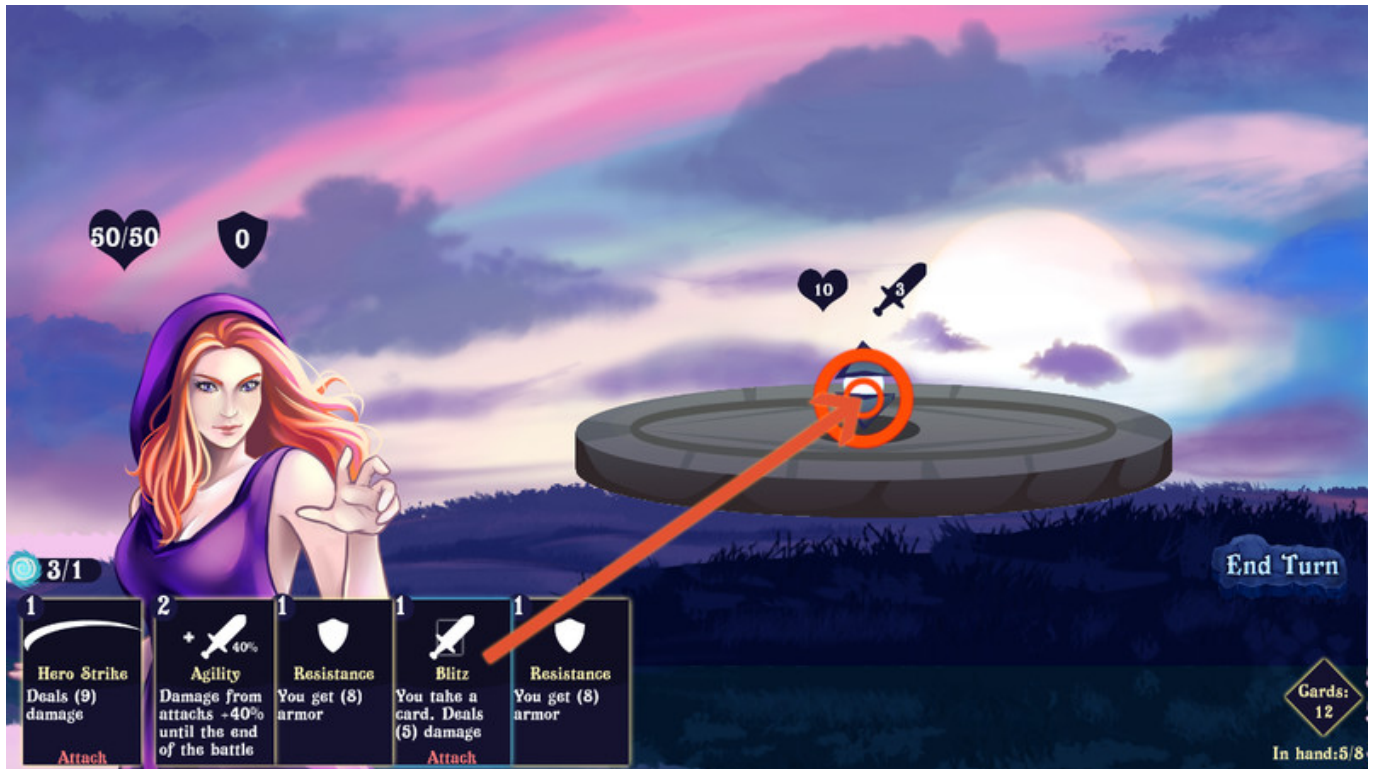 50/50
0
10
3
3/1
End Turn
1
Hero Strike
Deals (9)
damage
Attach
2
+ 40%
Agility
Damage from
attachs +40%
until the end
of the battle
1
Resistance
You get (8)
armor
1
Blitz
You take a
card. Deals
(5) damage
Attach
1
Resistance
You get (8)
armor
Cards:
12
In hand:5/8